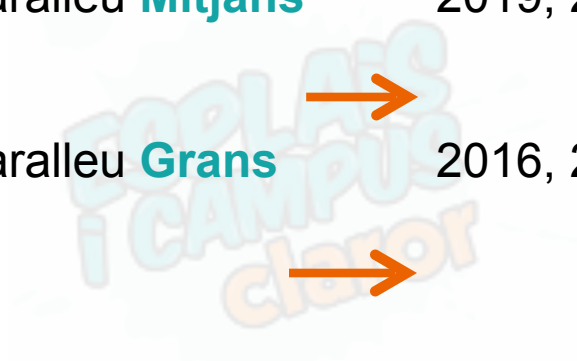 aralleu Mitjans 2019, 2
ESPLAIS
i CAMPUS
claror
aralleu Grans 2016, 2